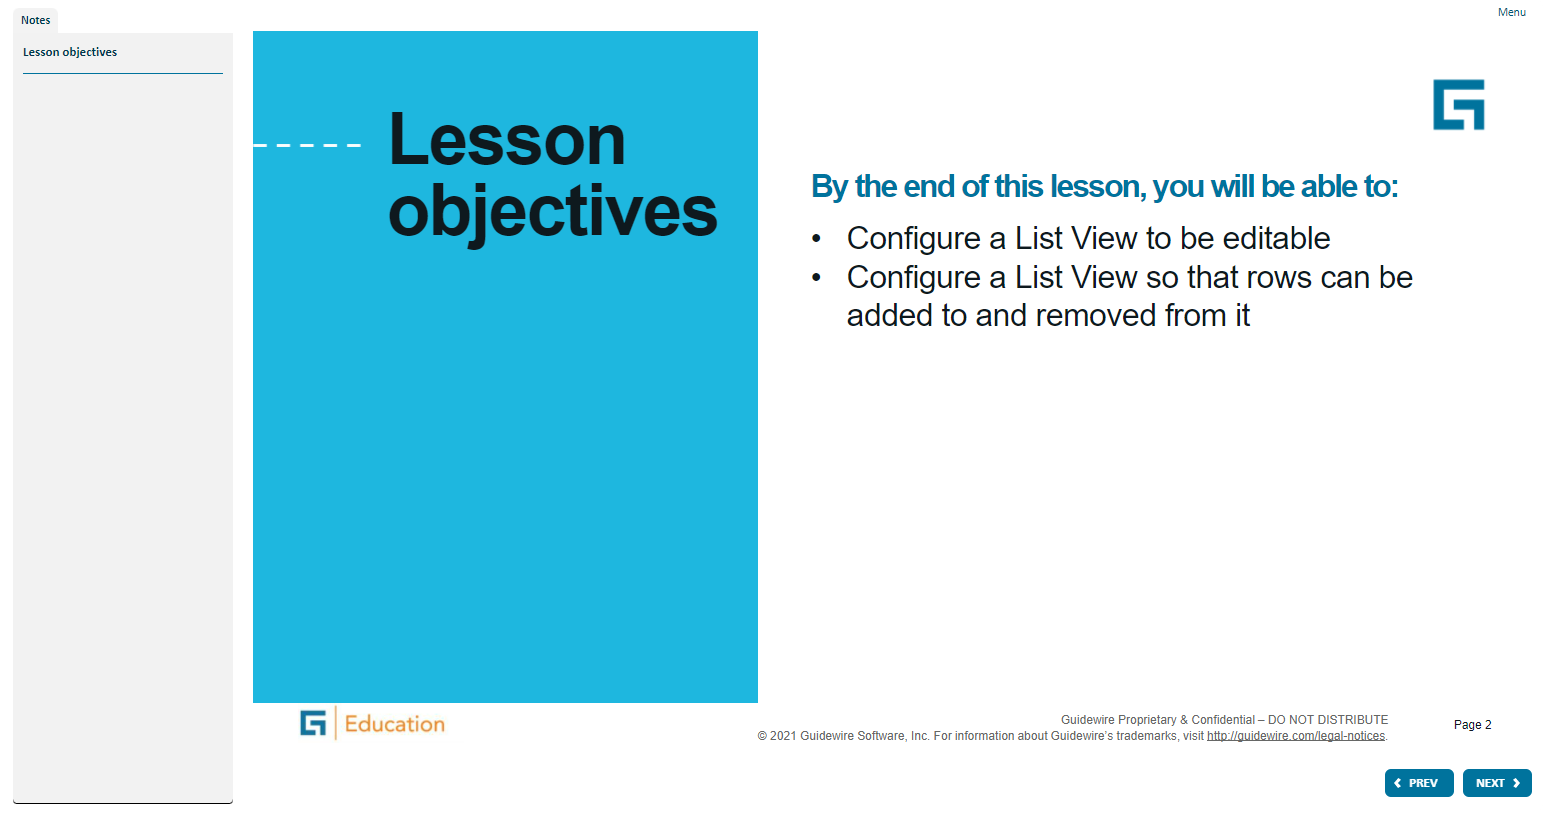 Notes
Menu
Lesson objectives
Lesson
objectives
By the end of this lesson, you will be able to:
• Configure a List View to be editable
• Configure a List View so that rows can be
added to and removed from it
Education
Guidewire Proprietary & Confidential – DO NOT DISTRIBUTE
© 2021 Guidewire Software, Inc. For information about Guidewire's trademarks, visit http://guidewire.com/legal-notices.
Page 2
PREV
NEXT